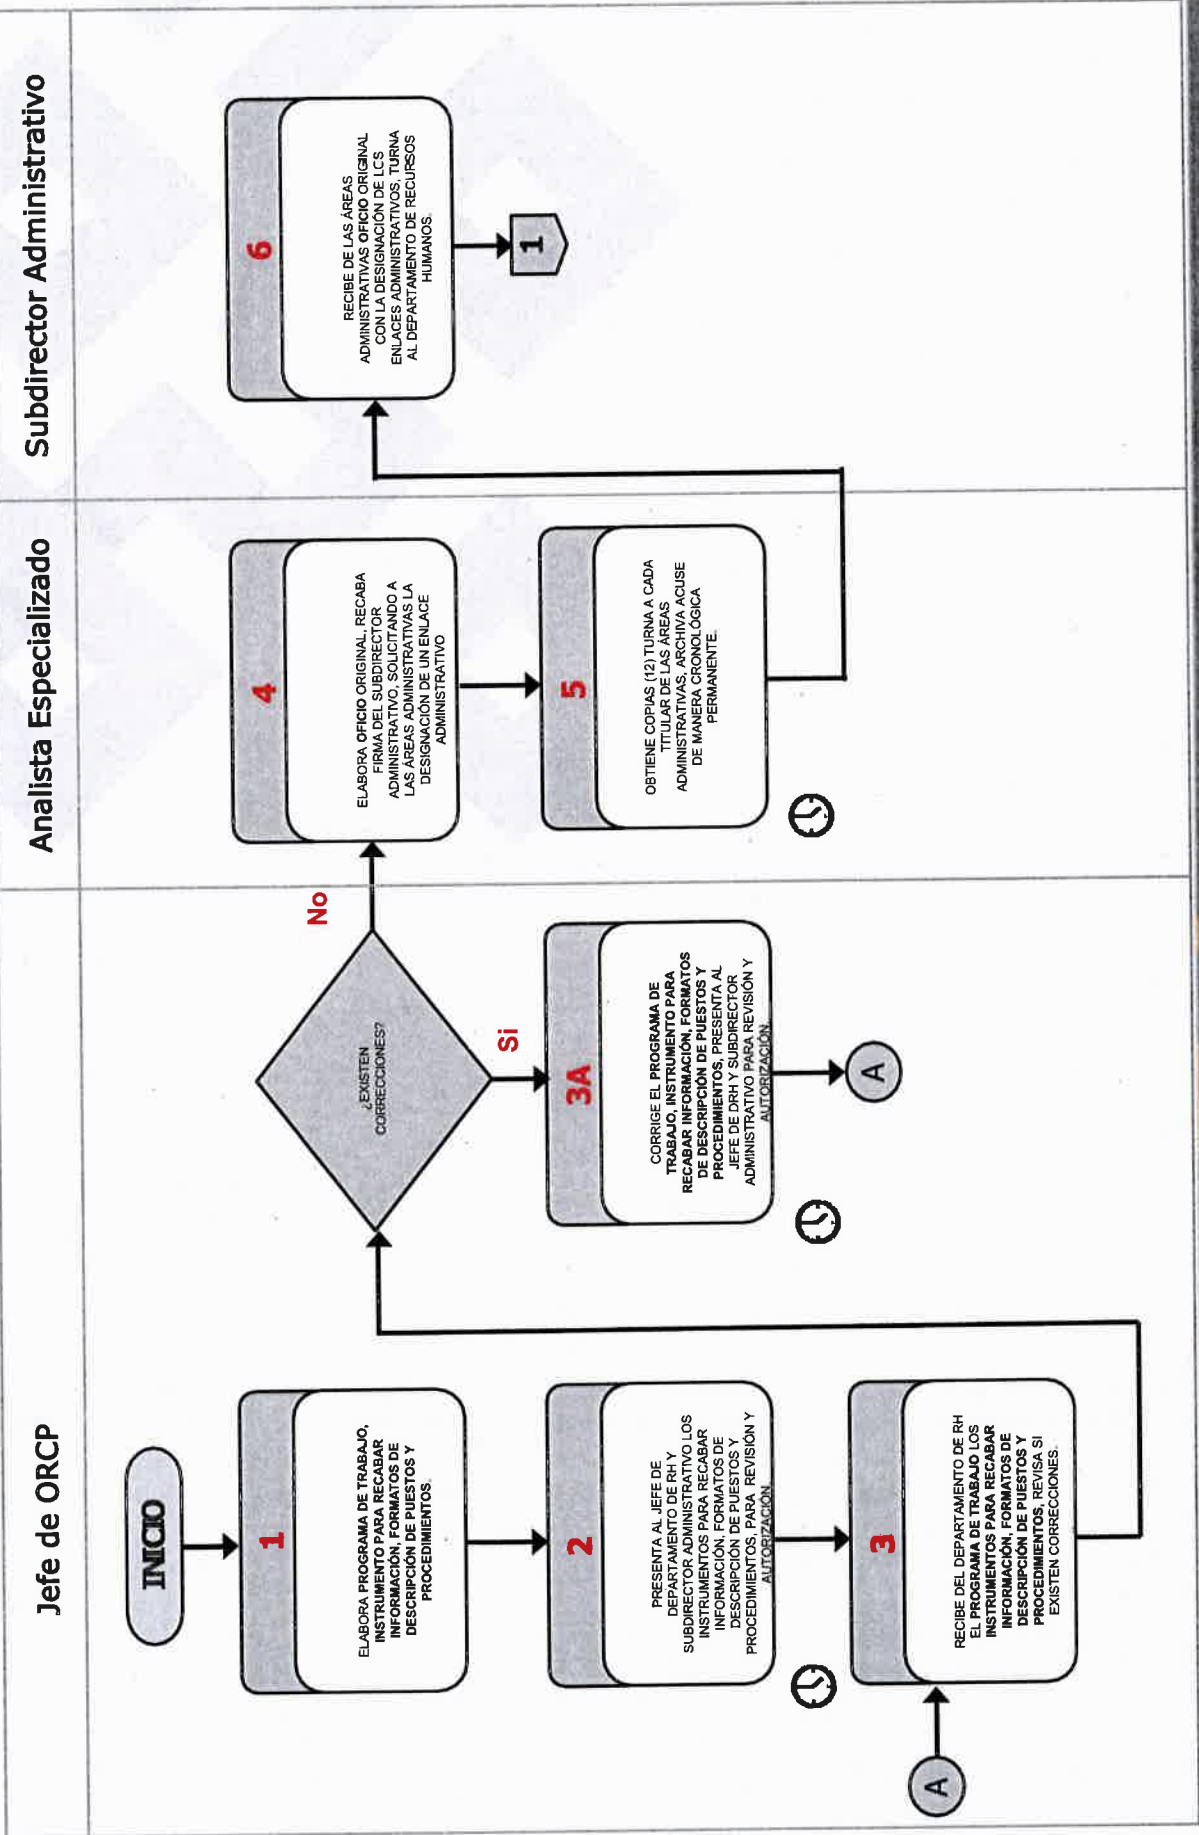 Jefe de ORCP
Analista Especializado
Subdirector Administrativo
INICIO
1
ELABORA PROGRAMA DE TRABAJO,
INSTRUMENTO PARA RECABAR
INFORMACIÓN, FORMATOS DE
DESCRIPCIÓN DE PUESTOS Y
PROCEDIMIENTOS.
2
PRESENTA AL JEFE DE
DEPARTAMENTO DE RH Y
SUBDIRECTOR ADMINISTRATIVO LOS
INSTRUMENTOS PARA RECABAR
INFORMACIÓN, FORMATOS DE
DESCRIPCIÓN DE PUESTOS Y
PROCEDIMIENTOS, PARA REVISIÓN Y
AUTORIZACIÓN.
3
RECIBE DEL DEPARTAMENTO DE RH
EL PROGRAMA DE TRABAJO LOS
INSTRUMENTOS PARA RECABAR
INFORMACIÓN, FORMATOS DE
DESCRIPCIÓN DE PUESTOS Y
PROCEDIMIENTOS, REVISA SI
EXISTEN CORRECCIONES.
A
¿EXISTEN
CORRECCIONES?
No
Si
3A
CORRIGE EL PROGRAMA DE
TRABAJO, INSTRUMENTO PARA
RECABAR INFORMACIÓN, FORMATOS
DE DESCRIPCIÓN DE PUESTOS Y
PROCEDIMIENTOS, PRESENTA AL
JEFE DE DRH Y SUBDIRECTOR
ADMINISTRATIVO PARA REVISIÓN Y
AUTORIZACIÓN.
A
4
ELABORA OFICIO ORIGINAL, RECABA
FIRMA DEL SUBDIRECTOR
ADMINISTRATIVO, SOLICITANDO A
LAS ÁREAS ADMINISTRATIVAS LA
DESIGNACIÓN DE UN ENLACE
ADMINISTRATIVO
5
OBTIENE COPIAS (12) TURNA A CADA
TITULAR DE LAS ÁREAS
ADMINISTRATIVAS, ARCHIVA ACUSE
DE MANERA CRONOLÓGICA
PERMANENTE.
6
RECIBE DE LAS ÁREAS
ADMINISTRATIVAS OFICIO ORIGINAL
CON LA DESIGNACIÓN DE LCS
ENLACES ADMINISTRATIVOS, TURNA
AL DEPARTAMENTO DE RECURSOS
HUMANOS.
1